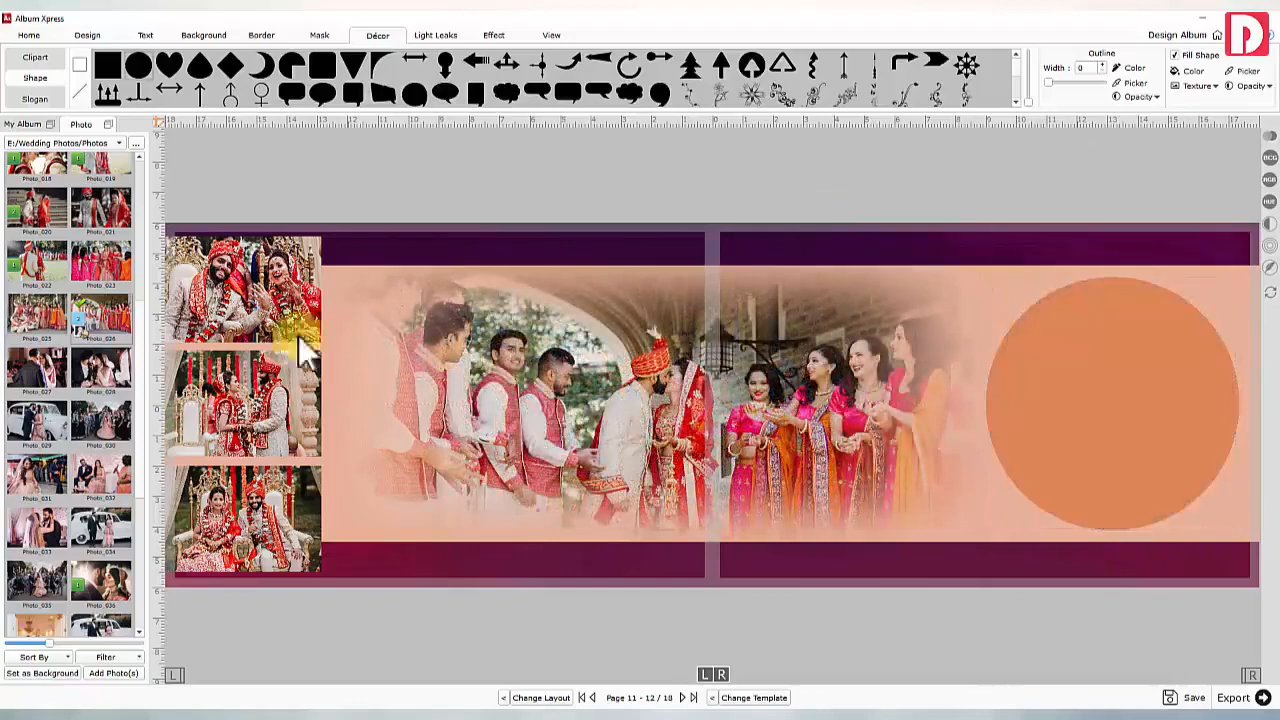 Album Xpress
Home Design Text Background Border Mask Décor Light Leaks Effect View Design Album
Clipart
Shape
Slogan
Outline
Width : 0
Color
Picker
Opacity
Fill Shape
Color Picker
Texture Opacity
My Album Photo
E:/Wedding Photos/Photos ...
Photo_018 Photo_019
Photo_020 Photo_021
Photo_022 Photo_023
Photo_025 Photo_026
Photo_027 Photo_028
Photo_029 Photo_030
Photo_031 Photo_032
Photo_033 Photo_034
Photo_035 Photo_036
Sort By Filter
Set as Background Add Photo(s)
BCG
RGB
HUE
L L R R
< Change Layout Page 11 - 12 / 18 < Change Template Save Export